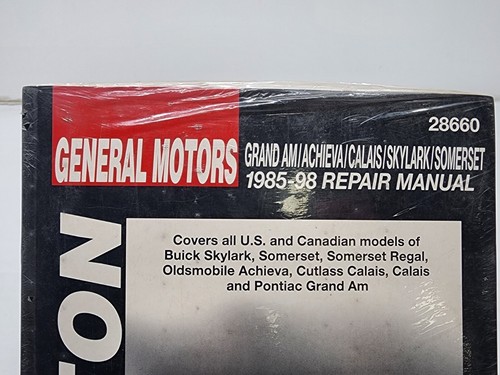 28660
GENERAL MOTORS
GRAND AM/ACHIEVA/CALAIS/SKYLARK/SOMERSET
1985-98 REPAIR MANUAL
Covers all U.S. and Canadian models of
Buick Skylark, Somerset, Somerset Regal,
Oldsmobile Achieva, Cutlass Calais, Calais
and Pontiac Grand Am
TON